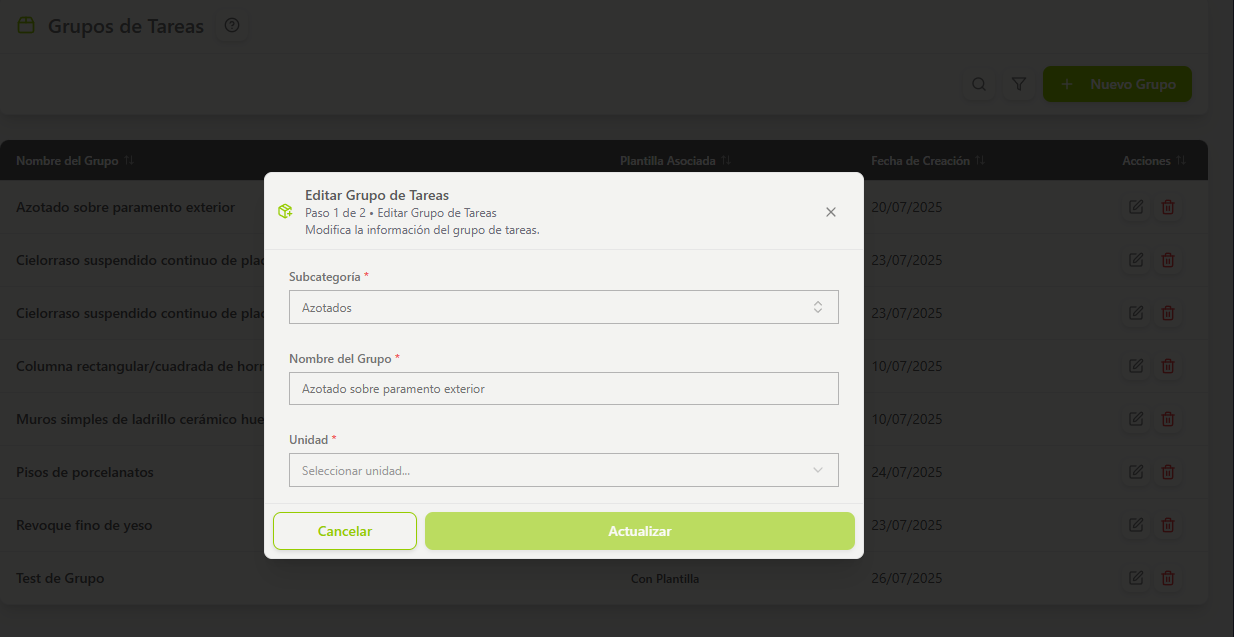 Grupos de Tareas
Nuevo Grupo
Nombre del Grupo
Plantilla Asociada
Fecha de Creación
Acciones
Azotado sobre paramento exterior
20/07/2025
Cielorraso suspendido continuo de
23/07/2025
Cielorraso suspendido continuo de
23/07/2025
Columna rectangular/cuadrada de
10/07/2025
Muros simples de ladrillo cerámico
10/07/2025
Pisos de porcelanatos
24/07/2025
Revoque fino de yeso
23/07/2025
Test de Grupo
Con Plantilla
26/07/2025
Editar Grupo de Tareas
Paso 1 de 2 • Editar Grupo de Tareas
Modifica la información del grupo de tareas.
Subcategoría *
Azotados
Nombre del Grupo *
Azotado sobre paramento exterior
Unidad *
Seleccionar unidad...
Cancelar
Actualizar